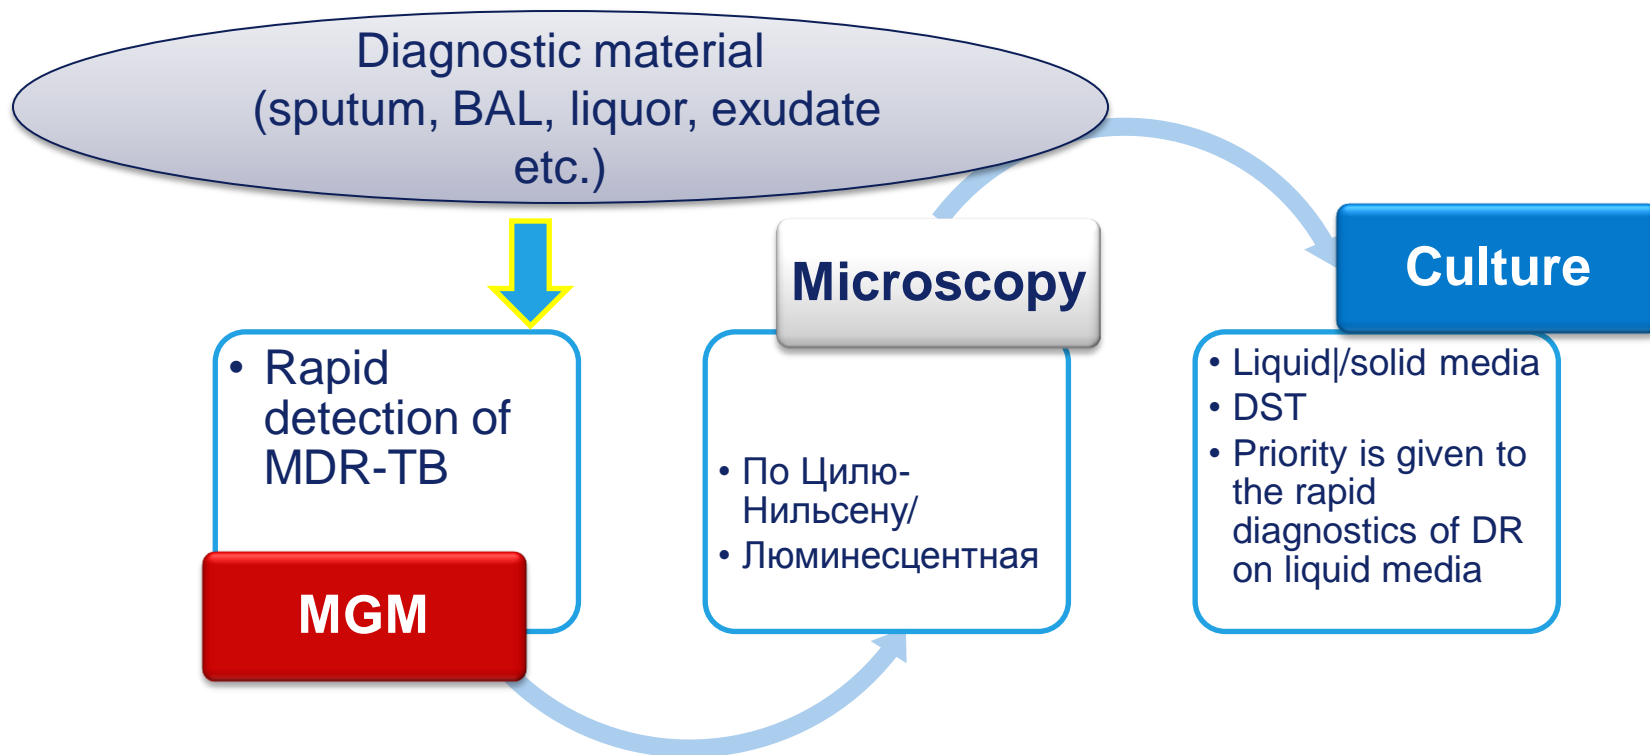 Diagnostic material
(sputum, BAL, liquor, exudate
etc.)
• Rapid
detection of
MDR-TB
MGM
Microscopy
• По Цилю-
Нильсену/
• Люминесцентная
Culture
• Liquid|/solid media
• DST
• Priority is given to
the rapid
diagnostics of DR
on liquid media